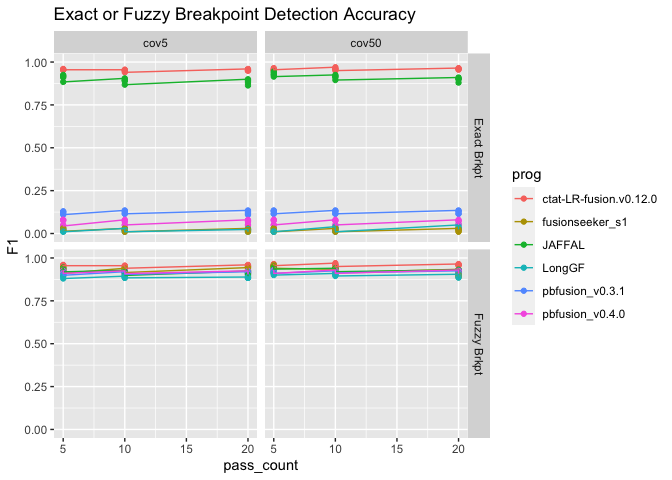 Exact or Fuzzy Breakpoint Detection Accuracy
cov5
cov50
1.00
0.75
0.50
0.25
0.00
Exact Brkpt
1.00
0.75
0.50
0.25
0.00
Fuzzy Brkpt
F1
5
10
15
20
5
10
15
20
pass_count
prog
ctat-LR-fusion.v0.12.0
fusionseeker_s1
JAFFAL
LongGF
pbfusion_v0.3.1
pbfusion_v0.4.0